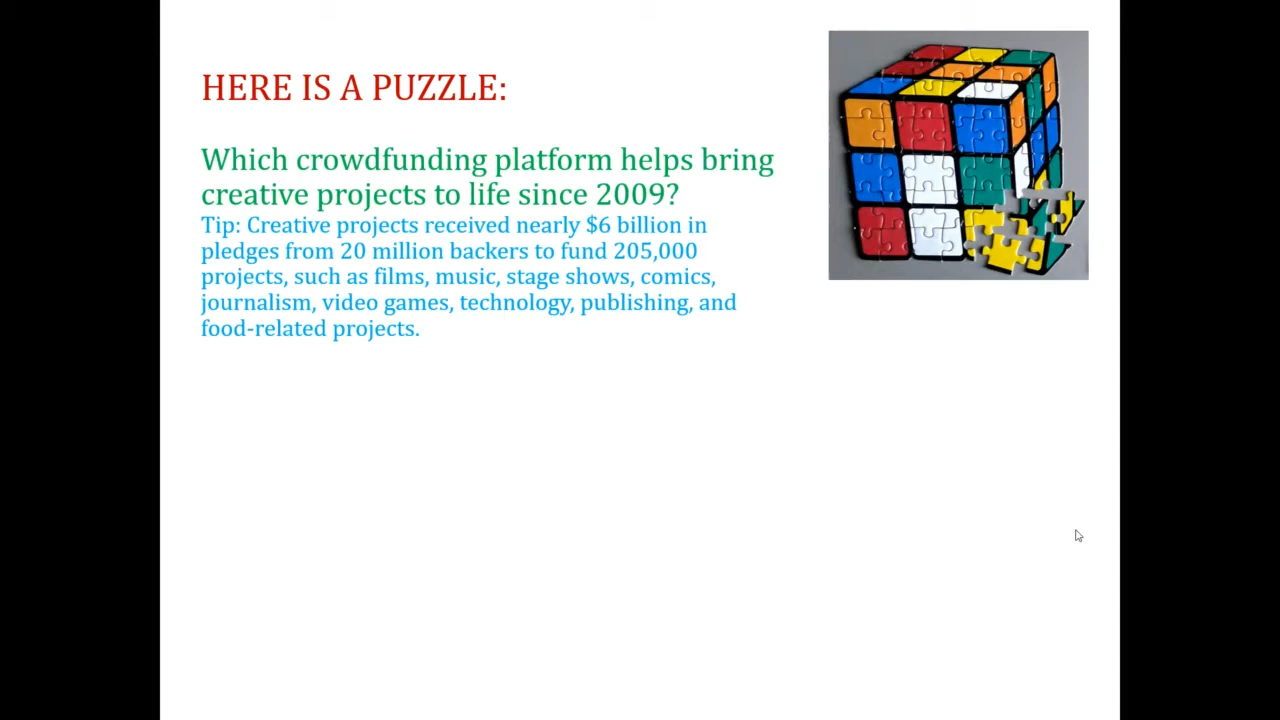 HERE IS A PUZZLE:
Which crowdfunding platform helps bring
creative projects to life since 2009?
Tip: Creative projects received nearly $6 billion in
pledges from 20 million backers to fund 205,000
projects, such as films, music, stage shows, comics,
journalism, video games, technology, publishing, and
food-related projects.